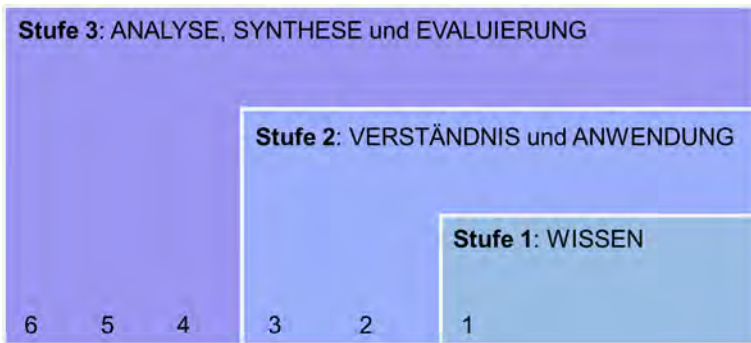 Stufe 3: ANALYSE, SYNTHESE und EVALUIERUNG
Stufe 2: VERSTÄNDNIS und ANWENDUNG
Stufe 1: WISSEN
6 5 4 3 2 1